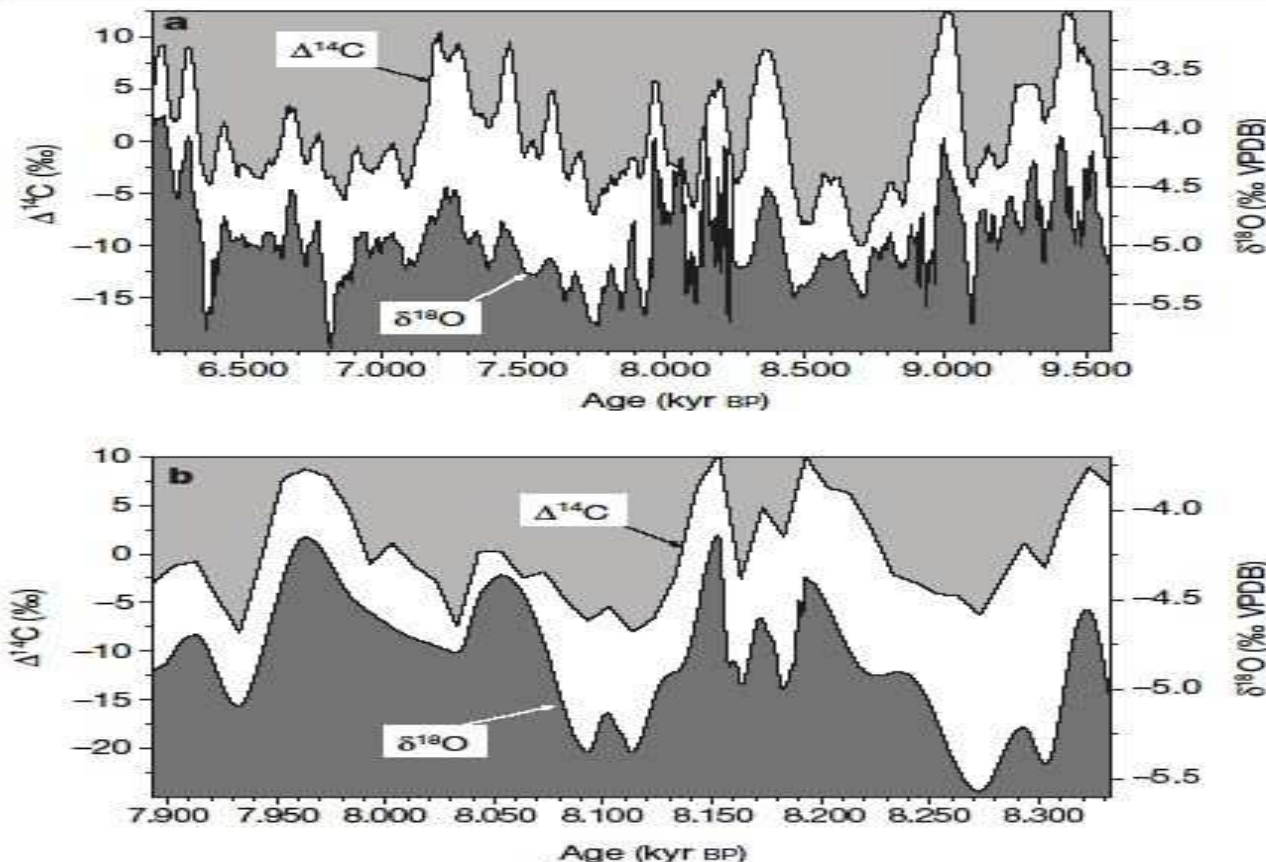 a
Δ¹⁴C
δ¹⁸O
10
5
0
−5
−10
−15
Δ¹⁴C (‰)
−3.5
−4.0
−4.5
−5.0
−5.5
δ¹⁸O (‰ VPDB)
6.500 7.000 7.500 8.000 8.500 9.000 9.500
Age (kyr BP)
b
Δ¹⁴C
δ¹⁸O
10
5
0
−5
−10
−15
−20
Δ¹⁴C (‰)
−4.0
−4.5
−5.0
−5.5
δ¹⁸O (‰ VPDB)
7.900 7.950 8.000 8.050 8.100 8.150 8.200 8.250 8.300
Age (kyr BP)